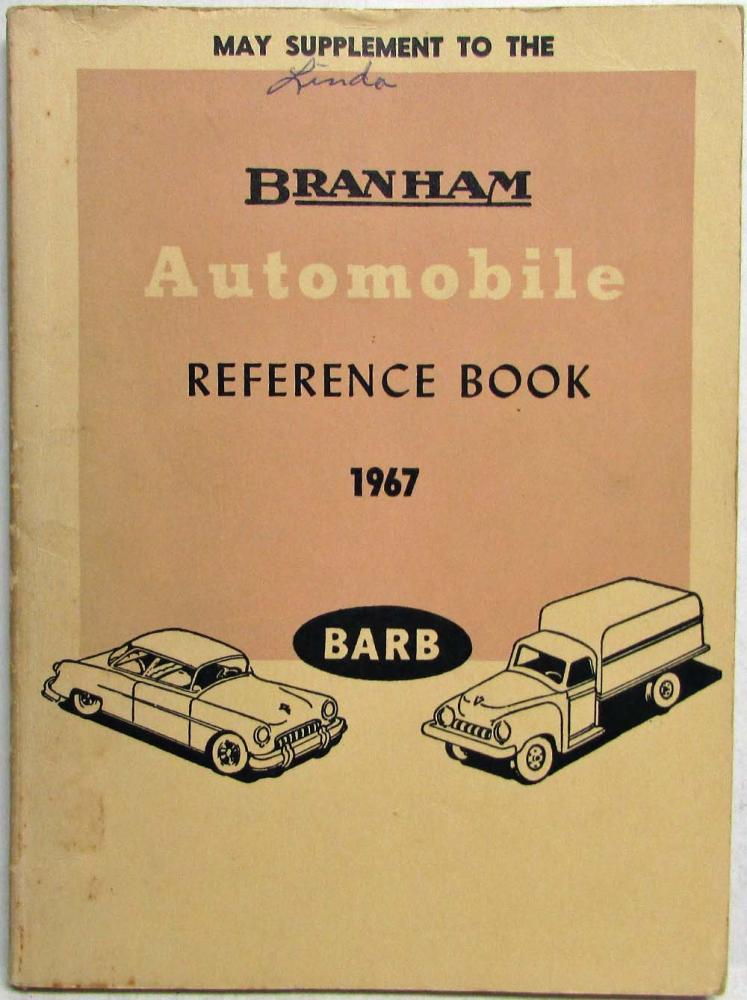 MAY SUPPLEMENT TO THE
Linda
BRANHAM
Automobile
REFERENCE BOOK
1967
BARB